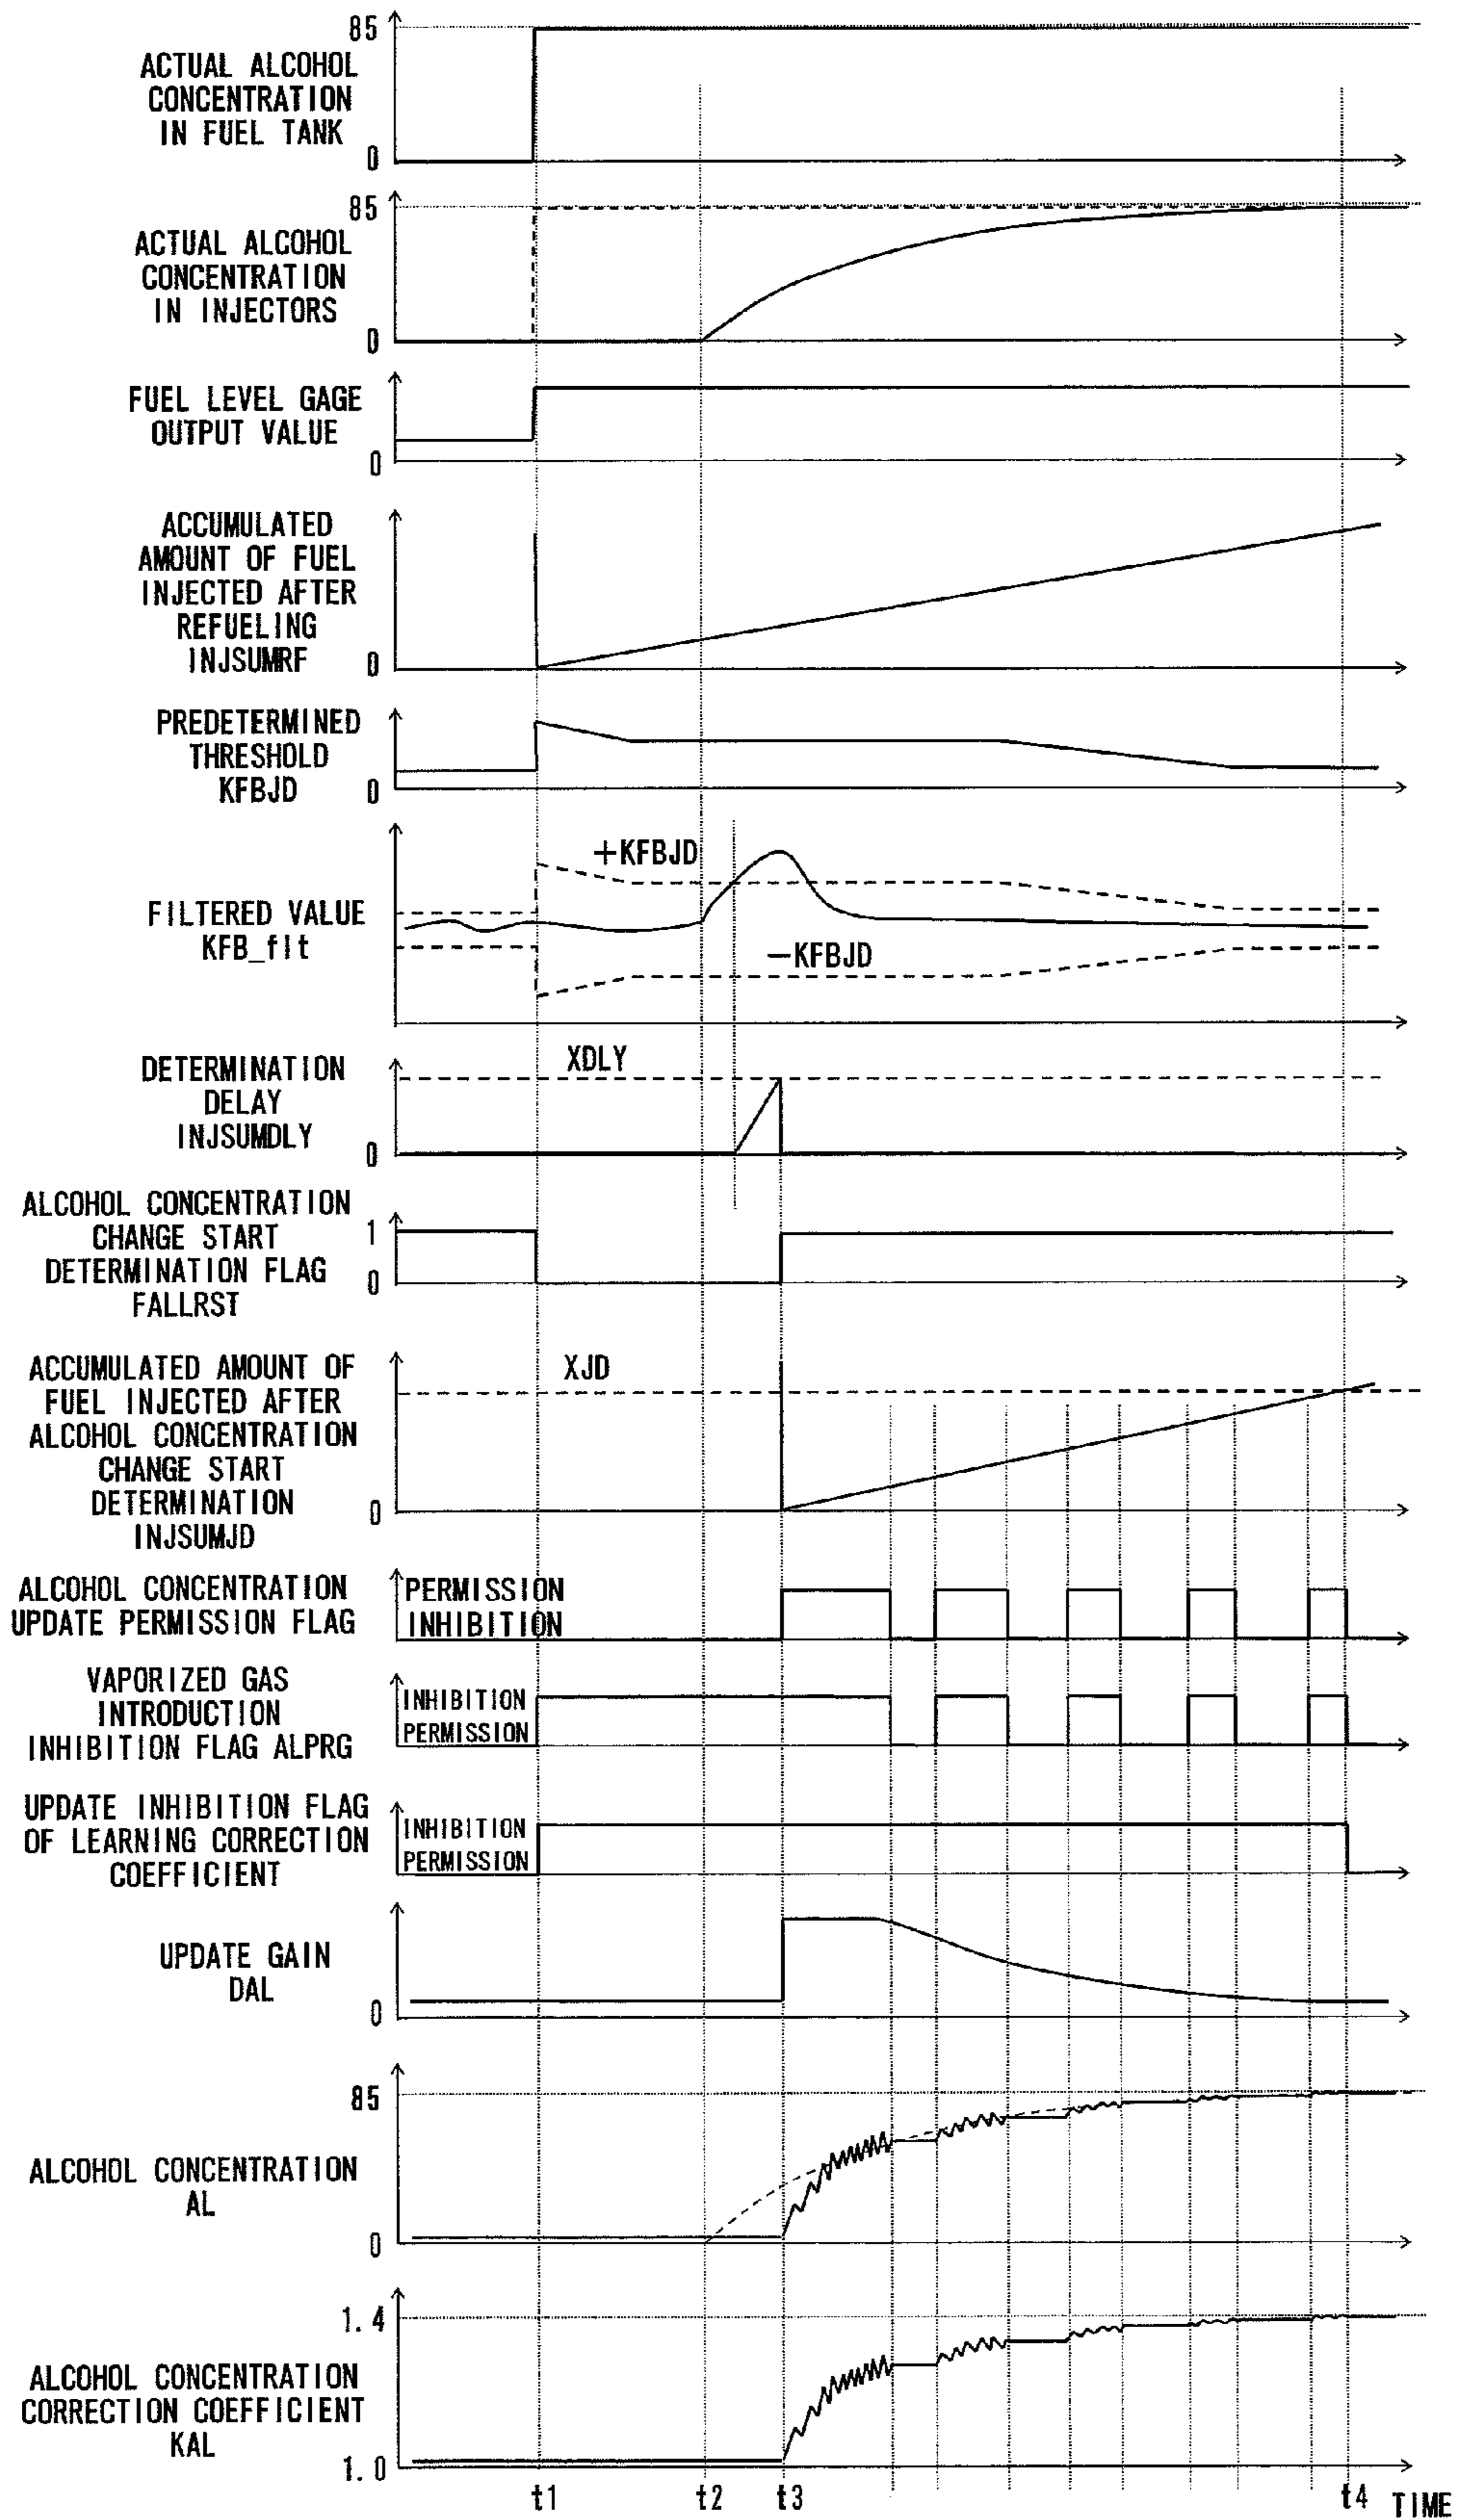 85
ACTUAL ALCOHOL
CONCENTRATION
IN FUEL TANK
0
85
ACTUAL ALCOHOL
CONCENTRATION
IN INJECTORS
0
FUEL LEVEL GAGE
OUTPUT VALUE
0
ACCUMULATED
AMOUNT OF FUEL
INJECTED AFTER
REFUELING
INJSUMRF
0
PREDETERMINED
THRESHOLD
KFBJD
0
+KFBJD
FILTERED VALUE
KFB_flt
−KFBJD
XDLY
DETERMINATION
DELAY
INJSUMDLY
0
ALCOHOL CONCENTRATION
CHANGE START
DETERMINATION FLAG
FALLRST
1
0
XJD
ACCUMULATED AMOUNT OF
FUEL INJECTED AFTER
ALCOHOL CONCENTRATION
CHANGE START
DETERMINATION
INJSUMJD
0
ALCOHOL CONCENTRATION
UPDATE PERMISSION FLAG
PERMISSION
INHIBITION
VAPORIZED GAS
INTRODUCTION
INHIBITION FLAG ALPRG
INHIBITION
PERMISSION
UPDATE INHIBITION FLAG
OF LEARNING CORRECTION
COEFFICIENT
INHIBITION
PERMISSION
UPDATE GAIN
DAL
0
85
ALCOHOL CONCENTRATION
AL
0
1.4
ALCOHOL CONCENTRATION
CORRECTION COEFFICIENT
KAL
1.0
t1 t2 t3 t4 TIME